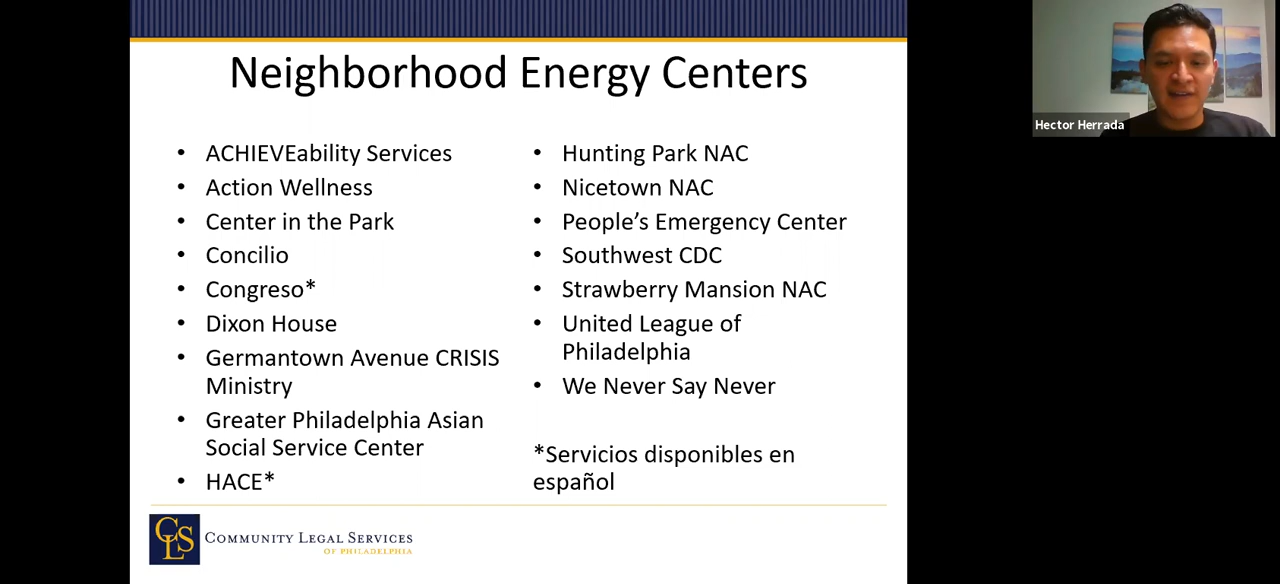 Neighborhood Energy Centers
• ACHIEVEability Services
• Action Wellness
• Center in the Park
• Concilio
• Congreso*
• Dixon House
• Germantown Avenue CRISIS
Ministry
• Greater Philadelphia Asian
Social Service Center
• HACE*
• Hunting Park NAC
• Nicetown NAC
• People’s Emergency Center
• Southwest CDC
• Strawberry Mansion NAC
• United League of
Philadelphia
• We Never Say Never
*Servicios disponibles en
español
CLS
COMMUNITY LEGAL SERVICES
OF PHILADELPHIA
Hector Herrada